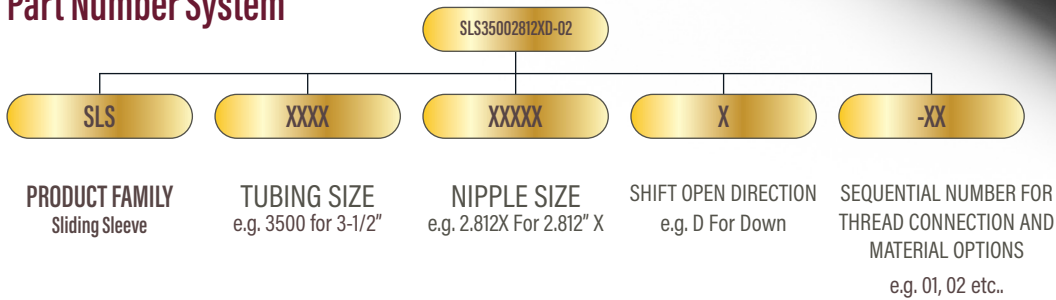 Part Number System
SLS35002812XD-02
SLS
XXXX
XXXXX
X
-XX
PRODUCT FAMILY
Sliding Sleeve
TUBING SIZE
e.g. 3500 for 3-1/2"
NIPPLE SIZE
e.g. 2.812X For 2.812" X
SHIFT OPEN DIRECTION
e.g. D For Down
SEQUENTIAL NUMBER FOR
THREAD CONNECTION AND
MATERIAL OPTIONS
e.g. 01, 02 etc..